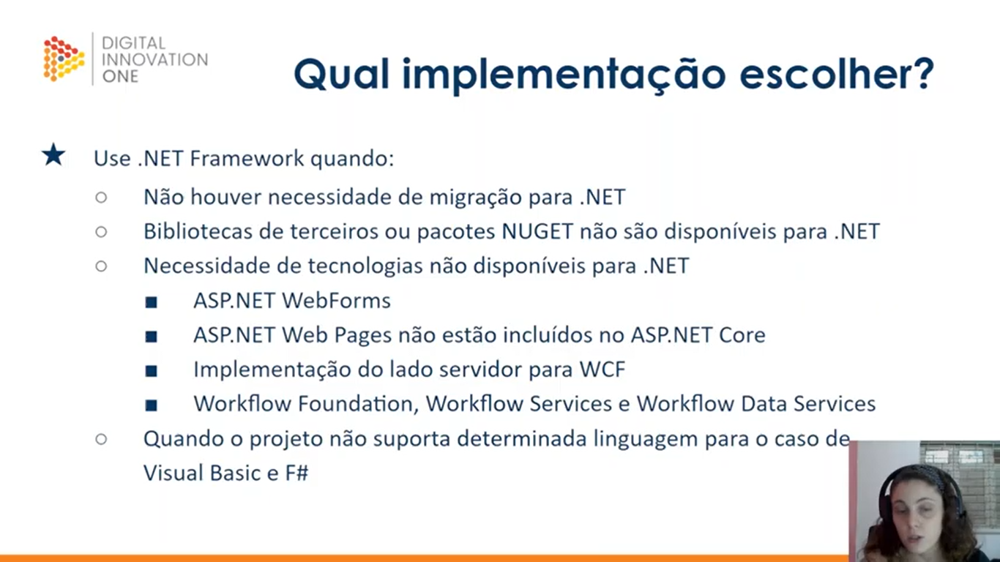 DIGITAL
INNOVATION
ONE
Qual implementação escolher?
Use .NET Framework quando:
Não houver necessidade de migração para .NET
Bibliotecas de terceiros ou pacotes NUGET não são disponíveis para .NET
Necessidade de tecnologias não disponíveis para .NET
ASP.NET WebForms
ASP.NET Web Pages não estão incluídos no ASP.NET Core
Implementação do lado servidor para WCF
Workflow Foundation, Workflow Services e Workflow Data Services
Quando o projeto não suporta determinada linguagem para o caso de
Visual Basic e F#